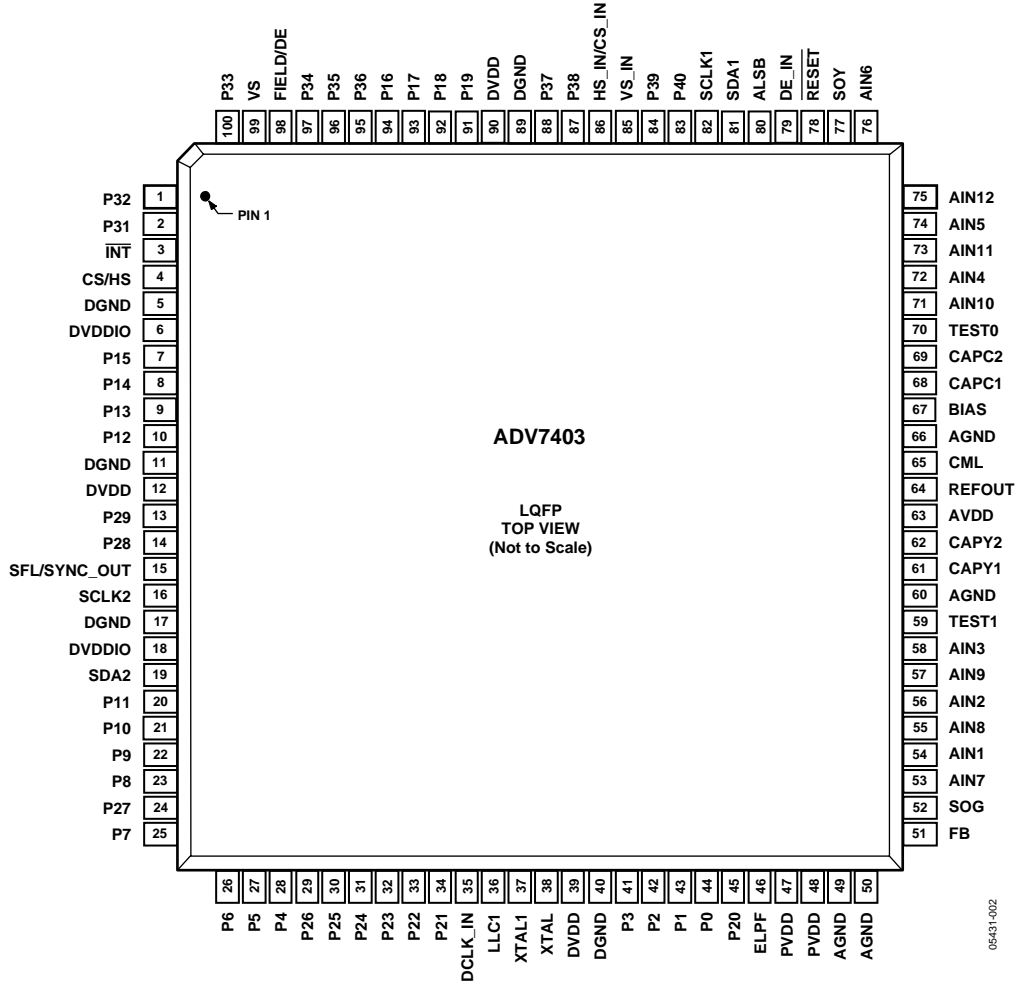 P33
VS
FIELD/DE
P34
P35
P36
P16
P17
P18
P19
DVDD
DGND
P37
P38
HS_IN/CS_IN
VS_IN
P39
P40
SCLK1
SDA1
ALSB
DE_IN
RESET
SOY
AIN6
100 99 98 97 96 95 94 93 92 91 90 89 88 87 86 85 84 83 82 81 80 79 78 77 76
P32 1
P31 2
INT 3
CS/HS 4
DGND 5
DVDDIO 6
P15 7
P14 8
P13 9
P12 10
DGND 11
DVDD 12
P29 13
P28 14
SFL/SYNC_OUT 15
SCLK2 16
DGND 17
DVDDIO 18
SDA2 19
P11 20
P10 21
P9 22
P8 23
P27 24
P7 25
PIN 1
ADV7403
LQFP
TOP VIEW
(Not to Scale)
75 AIN12
74 AIN5
73 AIN11
72 AIN4
71 AIN10
70 TEST0
69 CAPC2
68 CAPC1
67 BIAS
66 AGND
65 CML
64 REFOUT
63 AVDD
62 CAPY2
61 CAPY1
60 AGND
59 TEST1
58 AIN3
57 AIN9
56 AIN2
55 AIN8
54 AIN1
53 AIN7
52 SOG
51 FB
26 27 28 29 30 31 32 33 34 35 36 37 38 39 40 41 42 43 44 45 46 47 48 49 50
P6
P5
P4
P26
P25
P24
P23
P22
P21
DCLK_IN
LLC1
XTAL1
XTAL
DVDD
DGND
P3
P2
P1
P0
P20
ELPF
PVDD
PVDD
AGND
AGND
05431-002